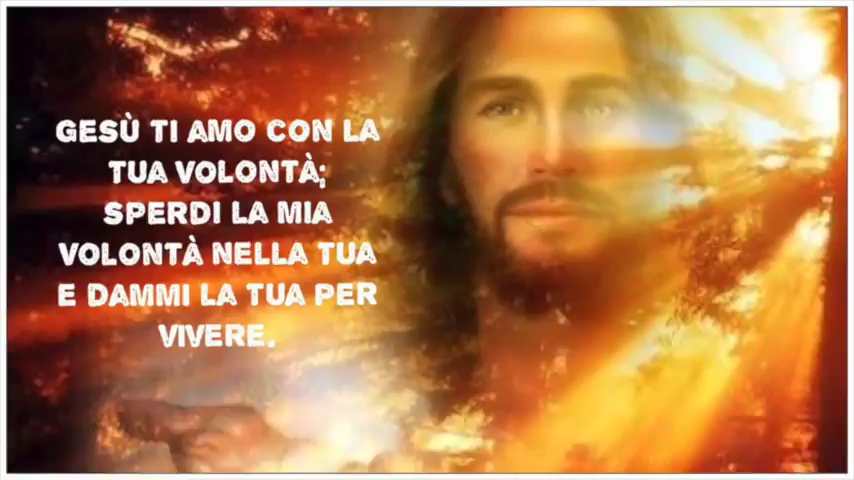 GESÙ TI AMO CON LA
TUA VOLONTÀ;
SPERDI LA MIA
VOLONTÀ NELLA TUA
E DAMMI LA TUA PER
VIVERE.